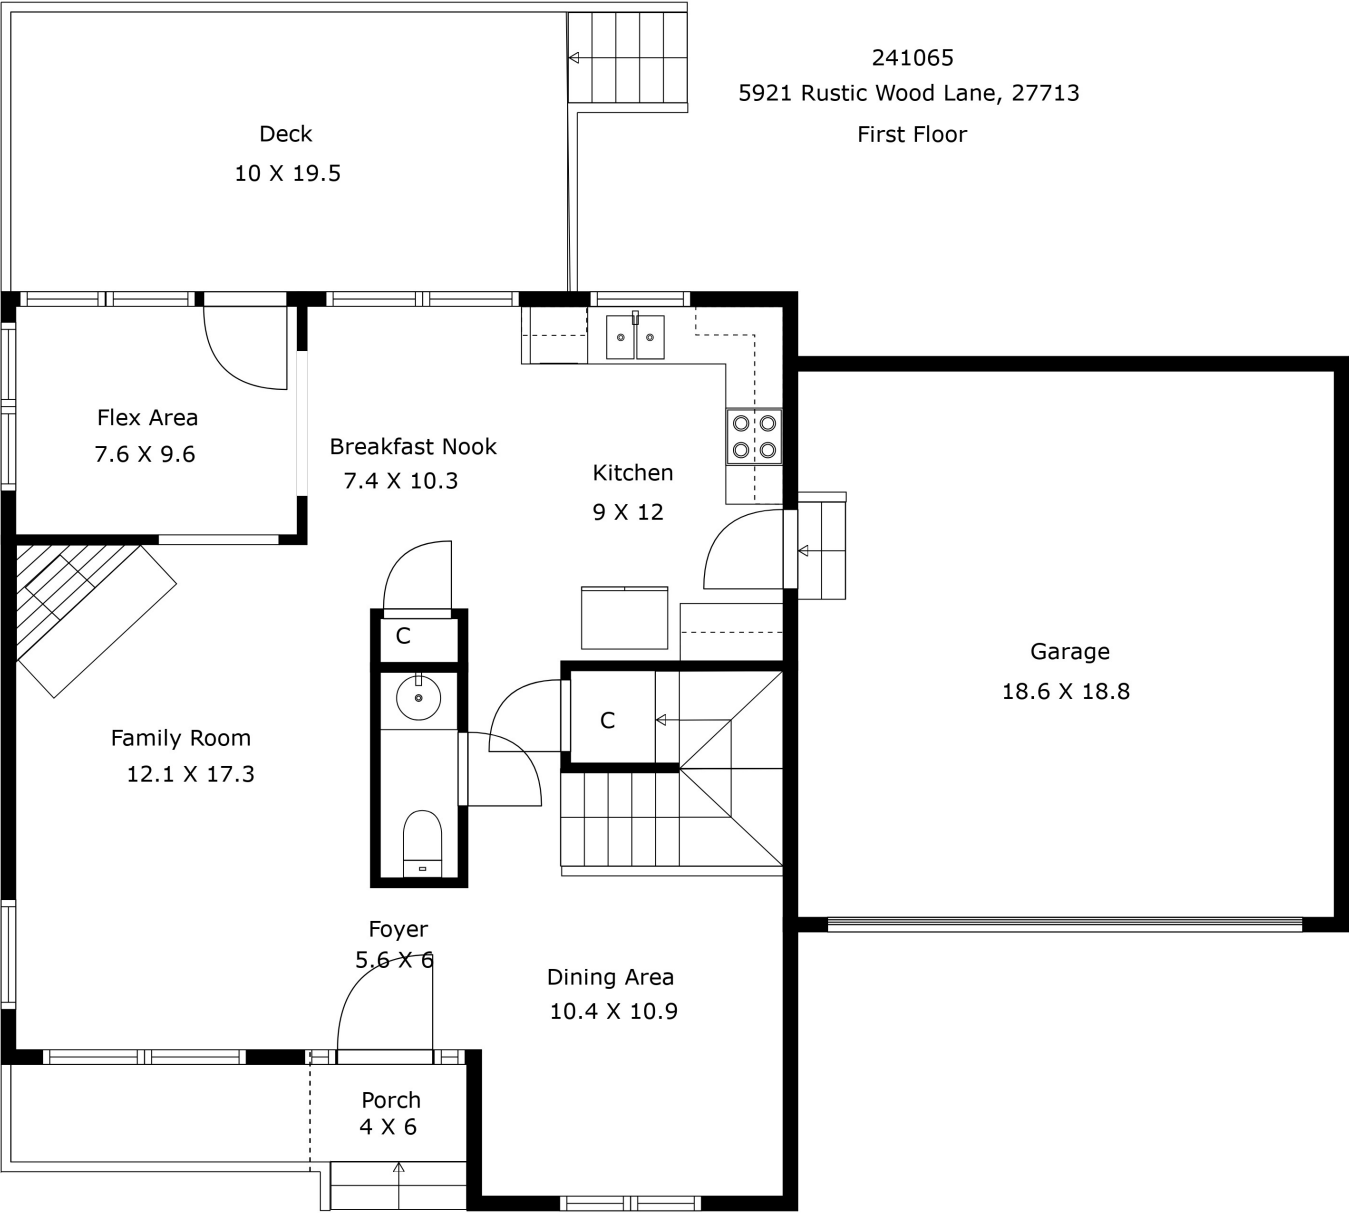 241065
5921 Rustic Wood Lane, 27713
First Floor
Deck
10 X 19.5
Flex Area
7.6 X 9.6
Breakfast Nook
7.4 X 10.3
Kitchen
9 X 12
C
Garage
18.6 X 18.8
C
Family Room
12.1 X 17.3
Foyer
5.6 X 6
Dining Area
10.4 X 10.9
Porch
4 X 6